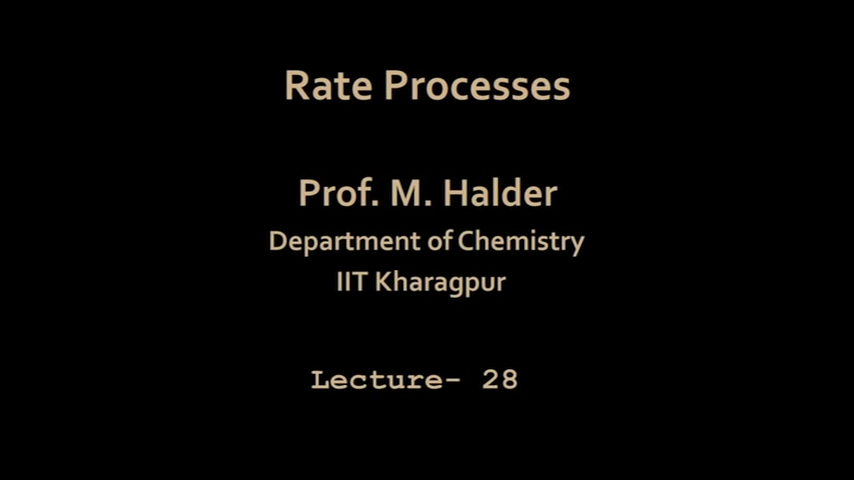 Rate Processes
Prof. M. Halder
Department of Chemistry
IIT Kharagpur
Lecture- 28